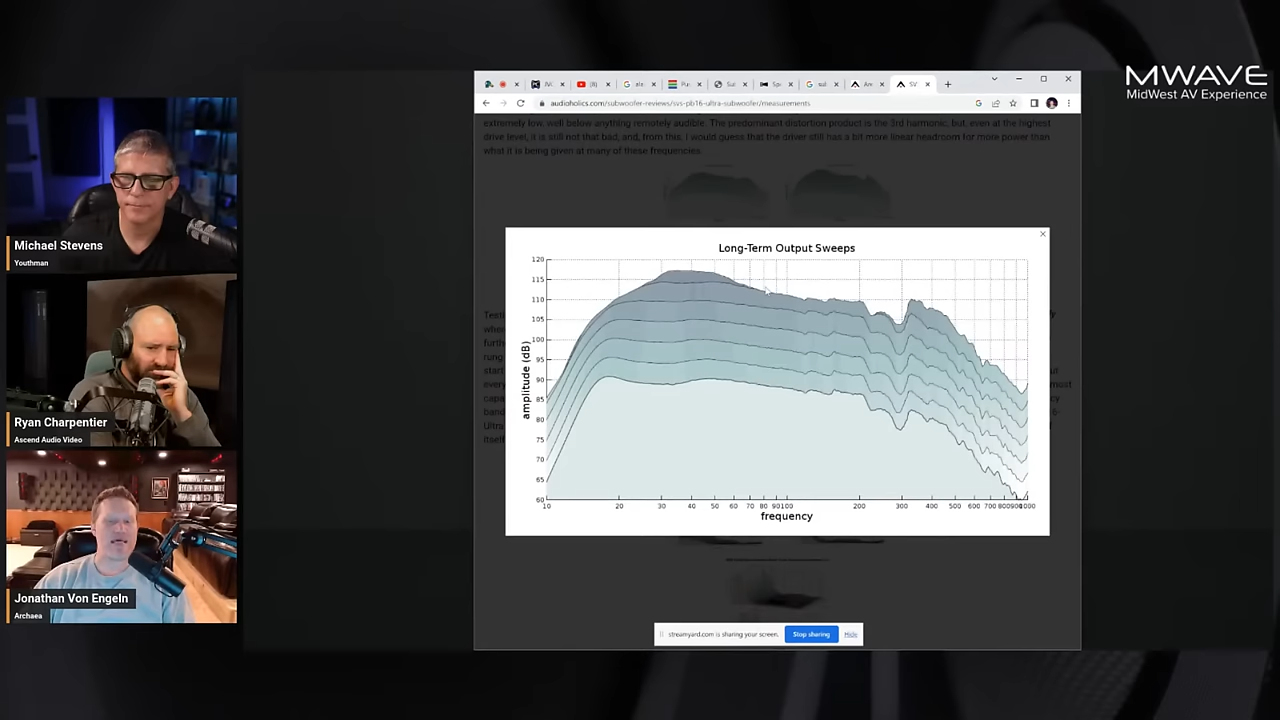 MWAVE
MidWest AV Experience
Michael Stevens
Youthman
Ryan Charpentier
Ascend Audio Video
Jonathan Von Engeln
Archaea
audioholics.com/subwoofer-reviews/svs-pb16-ultra-subwoofer/measurements
extremely low, well below anything remotely audible. The predominant distortion product is the 3rd harmonic, but, even at the highest
drive level, it is still not that bad, and, from this, I would guess that the driver still has a bit more linear headroom for more power than
what it is being given at many of these frequencies.
Long-Term Output Sweeps
amplitude (dB)
120
115
110
105
100
95
90
85
80
75
70
65
60
10 20 30 40 50 60 70 80 90100 200 300 400 500 600 700 800900 1000
frequency
streamyard.com is sharing your screen. Stop sharing Hide